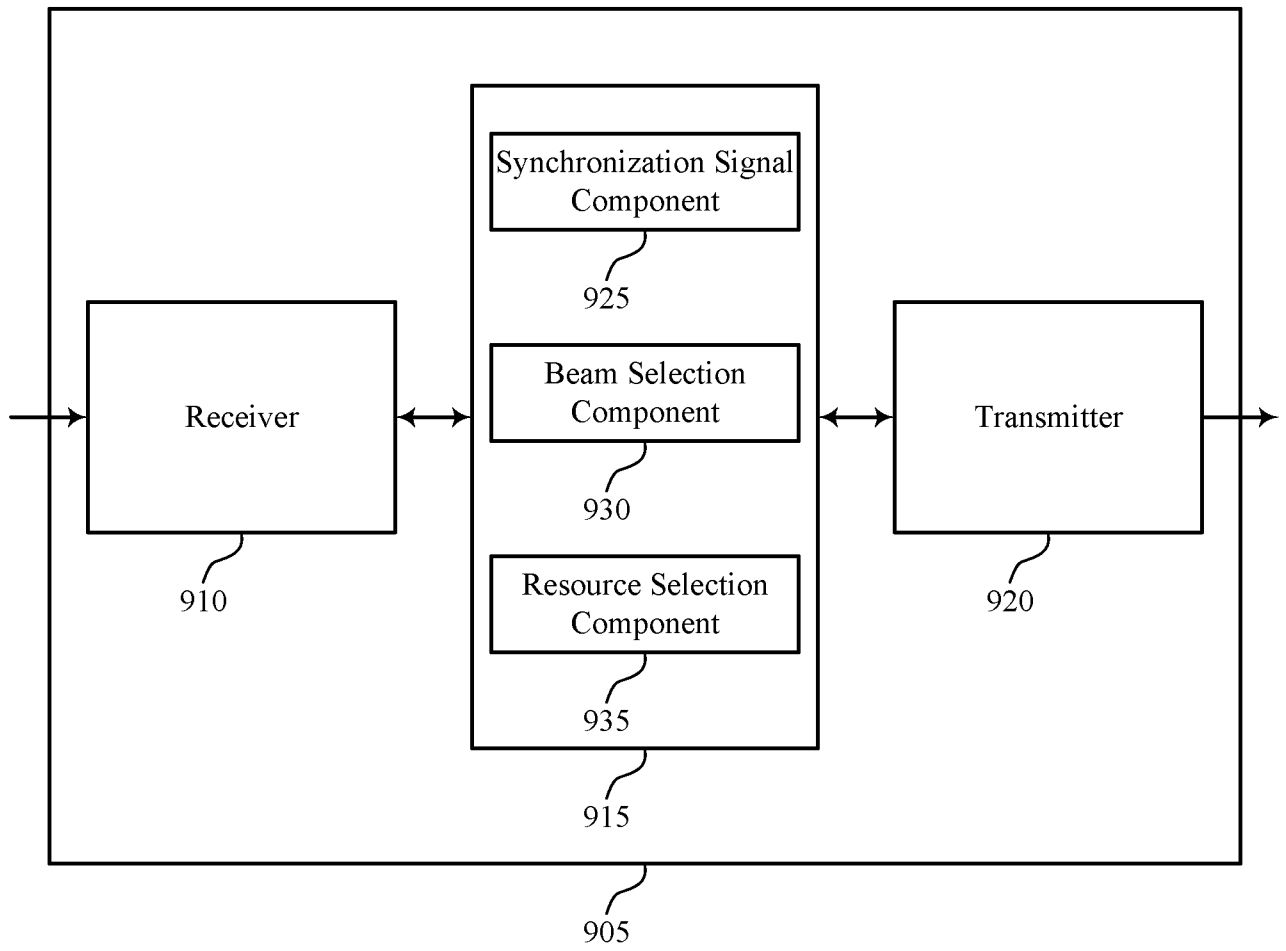 Synchronization Signal
Component
925
Receiver
910
Beam Selection
Component
930
Resource Selection
Component
935
915
Transmitter
920
905